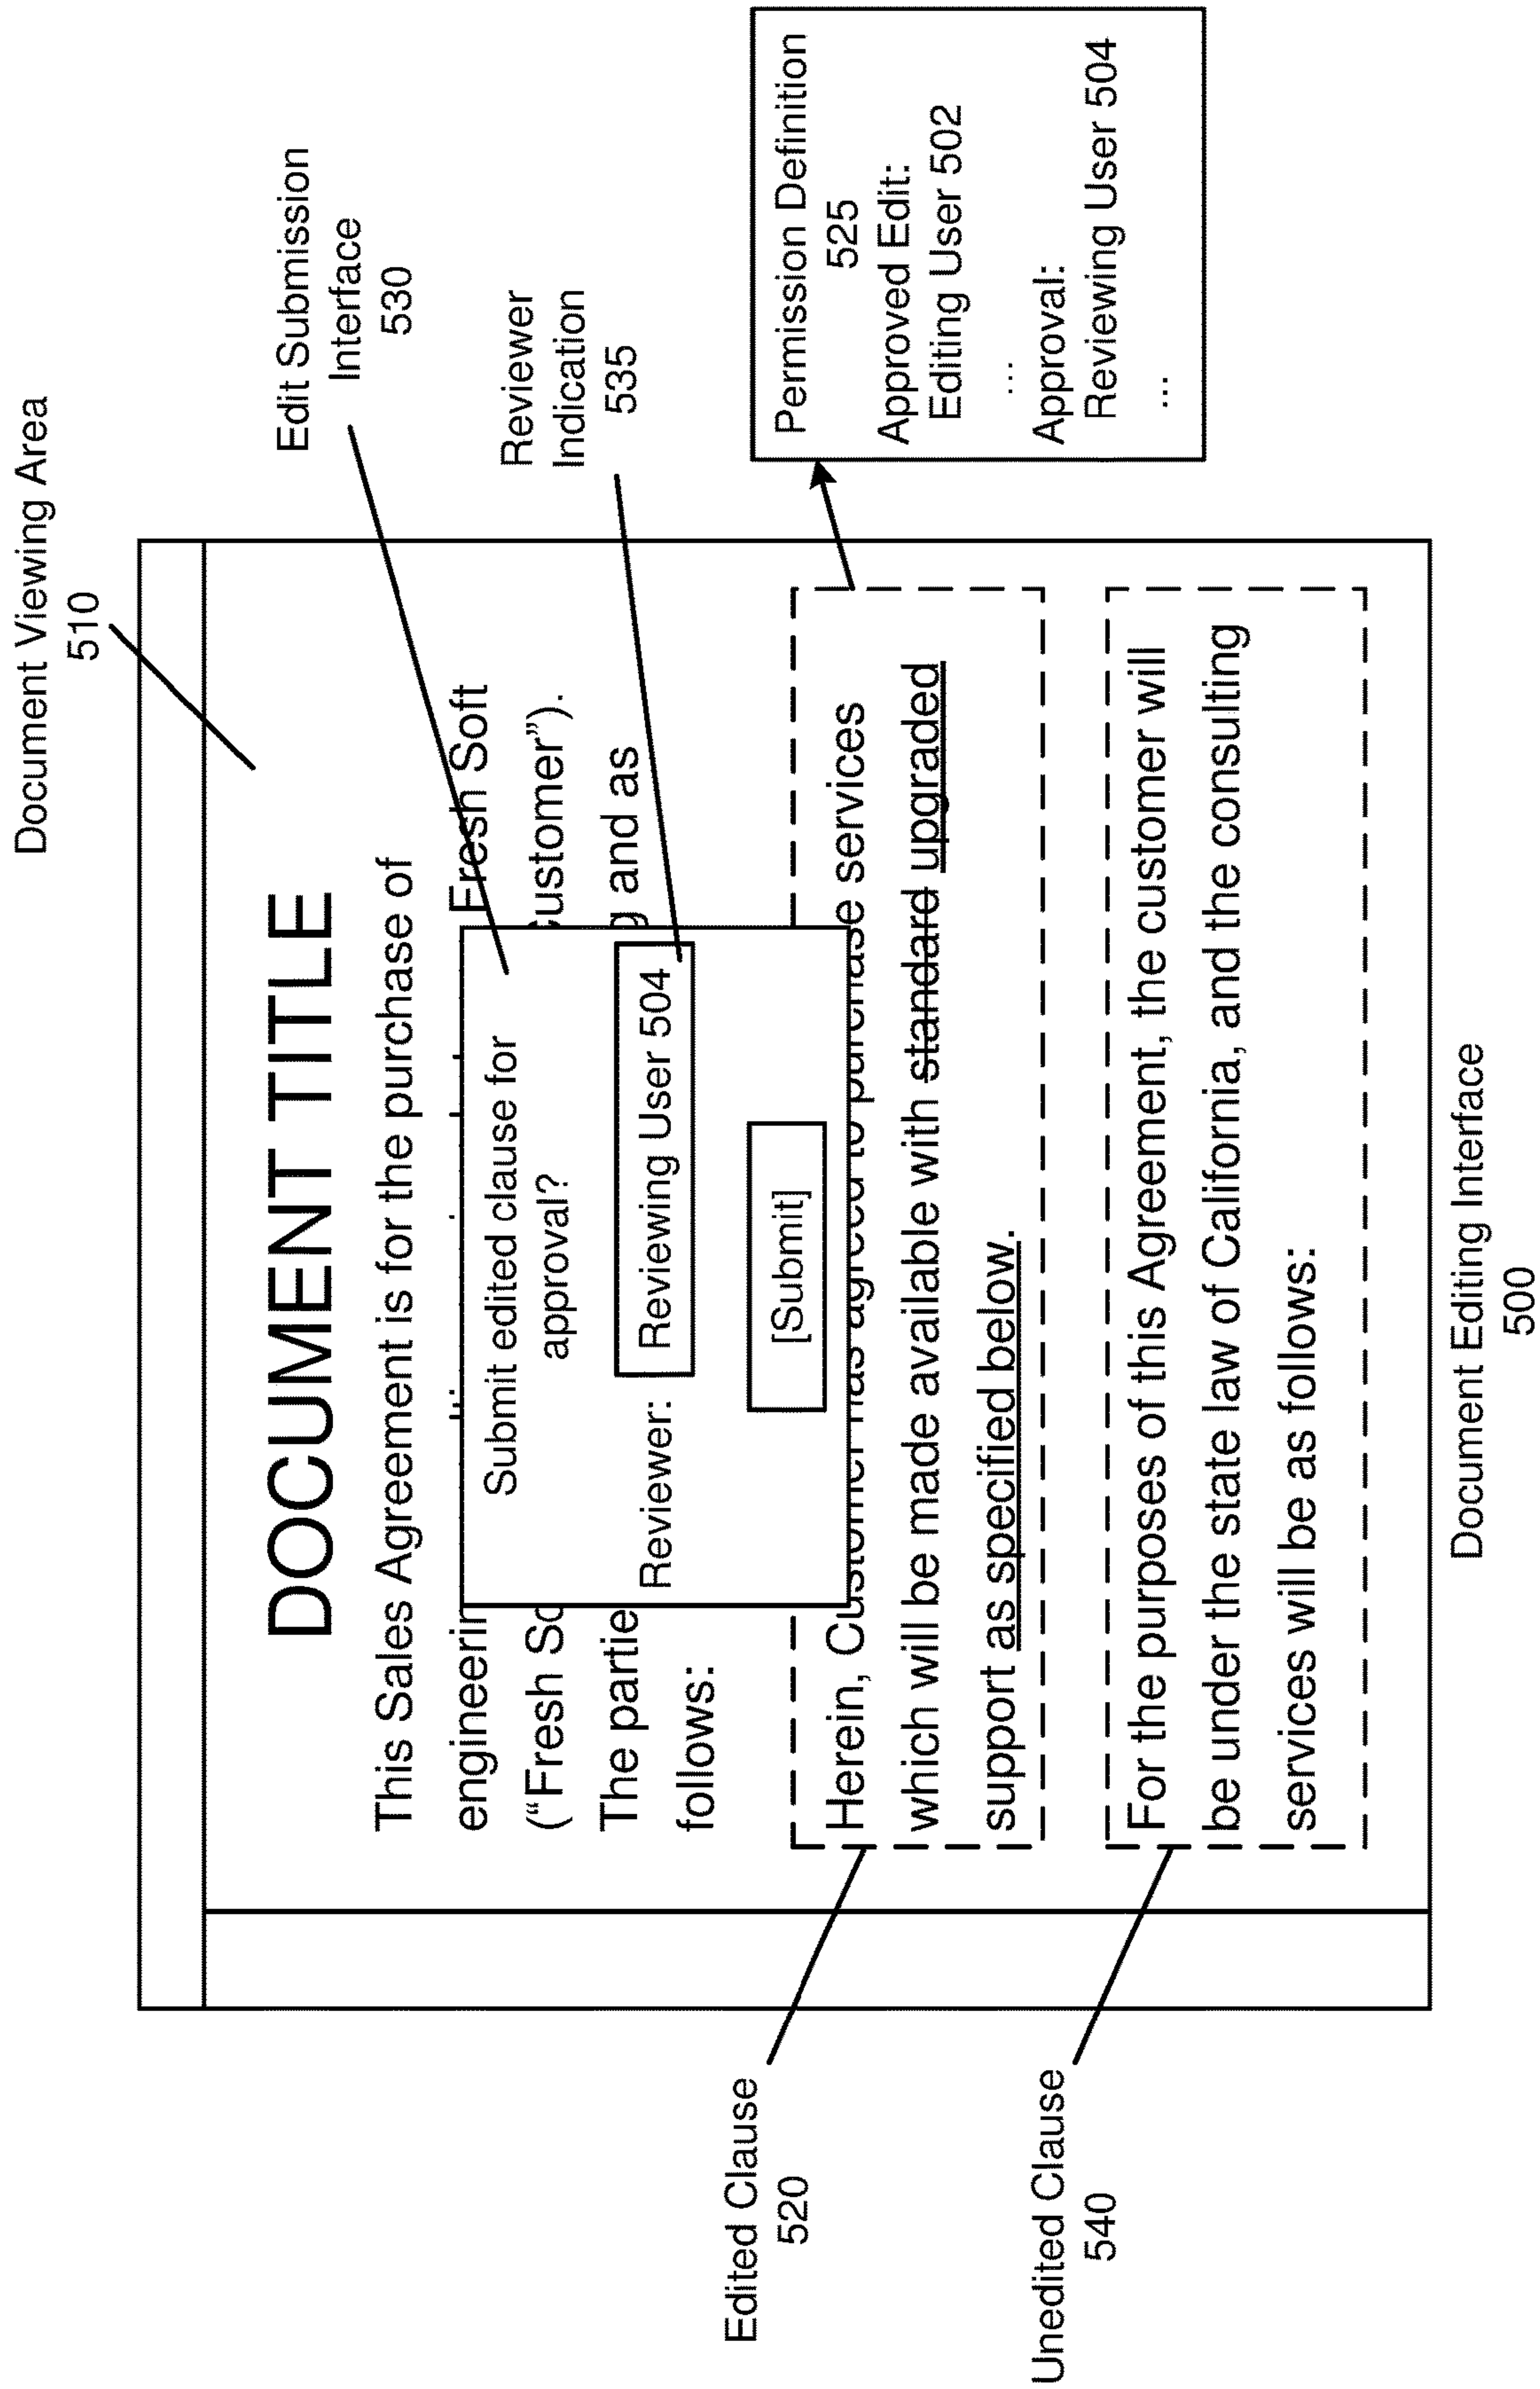 Document Viewing Area
510
Edit Submission
Interface
530
Reviewer
Indication
535
DOCUMENT TITLE
This Sales Agreement is for the purchase of
Fresh Soft
("Fresh
customer").
The
and as
follows:
Submit edited clause for
approval?
Reviewer: Reviewing User 504
[Submit]
Herein, Customer has agreed to purchase services
which will be made available with standard upgraded
support as specified below.
For the purposes of this Agreement, the customer will
be under the state law of California, and the consulting
services will be as follows:
Permission Definition
525
Approved Edit:
Editing User 502
...
Approval:
Reviewing User 504
...
Edited Clause
520
Unedited Clause
540
Document Editing Interface
500